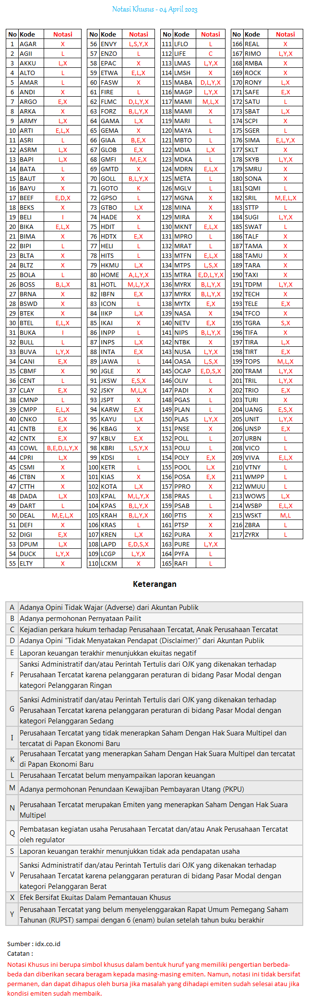 Notasi Khusus - 04 April 2023
No Kode Notasi No Kode Notasi No Kode Notasi No Kode Notasi
1 AGAR X 56 ENVY L,S,Y,X 111 LFLO L 166 REAL X
2 AGII L 57 ENZO L 112 LIFE C 167 RIMO L,Y,X
3 AKKU L,X 58 EPAC X 113 LMAS L,Y,X 168 RMBA X
4 ALTO L 59 ETWA E,L,X 114 LMSH X 169 ROCK X
5 AMAR L 60 FASW X 115 MABA D,L,Y,X 170 RONY L,X
6 ANDI X 61 FIRE L 116 MAGP L,Y,X 171 SAFE E,X
7 ARGO E,X 62 FLMC D,L,Y,X 117 MAMI M,L,X 172 SATU L
8 ARKA X 63 FORZ B,L,Y,X 118 MAMI X 173 SBAT L,X
9 ARMY L,X 64 GAMA L,X 119 MARI L 174 SCPI X
10 ARTI E,L,X 65 GEMA X 120 MAYA L 175 SGER L
11 ASRI L 66 GIAA B,E,X 121 MBTO L 176 SIMA E,L,Y,X
12 ASRM L,X 67 GLOB E,X 122 MDIA L,X 177 SKLT X
13 BAPI L,X 68 GMFI M,E,X 123 MDKA L 178 SKYB L,Y,X
14 BATA L 69 GMTD X 124 MDRN E,L,X 179 SMRU X
15 BAUT X 70 GOLL B,L,Y,X 125 META L 180 SONA X
16 BAYU X 71 GOTO K 126 MGLV L 181 SQMI L
17 BEEF E,D,X 72 GPSO L 127 MGNA X 182 SRIL M,E,L,X
18 BEKS X 73 GTBO L,X 128 MINA X 183 STTP L
19 BELI I 74 HADE X 129 MIRA X 184 SUGI L,Y,X
20 BIKA E,L,X 75 HDIT L 130 MKNT E,L,X 185 SWAT L
21 BIMA X 76 HDTX E,X 131 MPRO L 186 TALF X
22 BIPI L 77 HELI L 132 MRAT L 187 TAMA X
23 BLTA X 78 HITS L 133 MTFN E,L,X 188 TAMU X
24 BLTZ X 79 HKMU L,X 134 MTPS L,S,X 189 TARA X
25 BOLA L 80 HOME A,L,Y,X 135 MTRA E,D,L,Y,X 190 TAXI X
26 BOSS B,L,X 81 HOTL M,L,Y,X 136 MYRX B,L,Y,X 191 TDPM L,Y,X
27 BRNA X 82 IBFN E,X 137 MYRX B,L,Y,X 192 TECH X
28 BSWD X 83 ICON L 138 MYTX E,X 193 TELE E,X
29 BTEK X 84 IIKP L,X 139 NASA X 194 TFCO X
30 BTEL E,L,X 85 IKAI X 140 NETV E,X 195 TGRA S,X
31 BUKA I 86 INPP L 141 NIPS B,L,Y,X 196 TIFA X
32 BULL L 87 INPS L,X 142 NTBK X 197 TIRA L,X
33 BUVA L,Y,X 88 INTA E,X 143 NUSA L,Y,X 198 TIRT E,X
34 CANI E,X 89 JAWA L 144 OASA L,S,X 199 TOPS M,L,X
35 CBMF X 90 JGLE X 145 OCAP E,D,S,X 200 TRAM L,Y,X
36 CENT L 91 JKSW E,S,X 146 OLIV L 201 TRIL L,Y,X
37 CLAY E,X 92 JSKY M,L,X 147 PADI X 202 TRIO E,X
38 CMNP L 93 JSPT X 148 PGAS L 203 TURI X
39 CMPP E,L,X 94 KARW E,X 149 PLAN L 204 UANG E,S,X
40 CNKO E,X 95 KAYU L,X 150 PLAS L,Y,X 205 UNIT L,Y,X
41 CNTB E,X 96 KBAG X 151 PNSE X 206 UNSP E,X
42 CNTX E,X 97 KBLV E,X 152 POLL L 207 URBN L
43 COWL B,E,D,L,Y,X 98 KBRI L,S,Y,X 153 POLU L 208 VICO L
44 CPRI L,X 99 KDSI L 154 POLY E,X 209 VIVA E,L,X
45 CSMI X 100 KETR L 155 POOL L,X 210 VTNY L
46 CTBN X 101 KIAS X 156 POSA E,X 211 WMPP L
47 CTTH X 102 KOTA L,X 157 PPRO X 212 WMUU L
48 DADA L,X 103 KPAL M,L,Y,X 158 PRAS L 213 WOWS L,X
49 DART L 104 KPAS B,L,Y,X 159 PSAB L 214 WSBP E,L,X
50 DEAL M,E,L,X 105 KRAH B,L,Y,X 160 PTIS X 215 WSKT M,L
51 DEFI X 106 KRAS L 161 PTSP X 216 ZBRA L
52 DIGI E,X 107 KREN L,X 162 PURA X 217 ZYRX L
53 DPUM L,X 108 LAPD E,D,S,X 163 PURE L,Y,X
54 DUCK L,Y,X 109 LCGP L,Y,X 164 PYFA L
55 ELTY X 110 LCKM X 165 RAFI L
Keterangan
A Adanya Opini Tidak Wajar (Adverse) dari Akuntan Publik
B Adanya permohonan Pernyataan Pailit
C Kejadian perkara hukum terhadap Perusahaan Tercatat, Anak Perusahaan Tercatat
D Adanya Opini “Tidak Menyatakan Pendapat (Disclaimer)” dari Akuntan Publik
E Laporan keuangan terakhir menunjukkan ekuitas negatif
F Sanksi Administratif dan/atau Perintah Tertulis dari OJK yang dikenakan terhadap
Perusahaan Tercatat karena pelanggaran peraturan di bidang Pasar Modal dengan
kategori Pelanggaran Ringan
G Sanksi Administratif dan/atau Perintah Tertulis dari OJK yang dikenakan terhadap
Perusahaan Tercatat karena pelanggaran peraturan di bidang Pasar Modal dengan
kategori Pelanggaran Sedang
I Perusahaan Tercatat yang tidak menerapkan Saham Dengan Hak Suara Multipel dan
tercatat di Papan Ekonomi Baru
K Perusahaan Tercatat yang menerapkan Saham Dengan Hak Suara Multipel dan tercatat
di Papan Ekonomi Baru
L Perusahaan Tercatat belum menyampaikan laporan keuangan
M Adanya permohonan Penundaan Kewajiban Pembayaran Utang (PKPU)
N Perusahaan Tercatat merupakan Emiten yang menerapkan Saham Dengan Hak Suara
Multipel
Q Pembatasan kegiatan usaha Perusahaan Tercatat dan/atau Anak Perusahaan Tercatat
oleh regulator
S Laporan keuangan terakhir menunjukkan tidak ada pendapatan usaha
V Sanksi Administratif dan/atau Perintah Tertulis dari OJK yang dikenakan terhadap
Perusahaan Tercatat karena pelanggaran peraturan di bidang Pasar Modal dengan
kategori Pelanggaran Berat
X Efek Bersifat Ekuitas Dalam Pemantauan Khusus
Y Perusahaan Tercatat yang belum menyelenggarakan Rapat Umum Pemegang Saham
Tahunan (RUPST) sampai dengan 6 (enam) bulan setelah tahun buku berakhir
Sumber : idx.co.id
Catatan :
Notasi Khusus ini berupa simbol khusus dalam bentuk huruf yang memiliki pengertian berbeda-
beda dan diberikan secara beragam kepada masing-masing emiten. Namun, notasi ini tidak bersifat
permanen, dan dapat dihapus oleh bursa jika masalah yang dihadapi emiten sudah selesai atau jika
kondisi emiten sudah membaik.